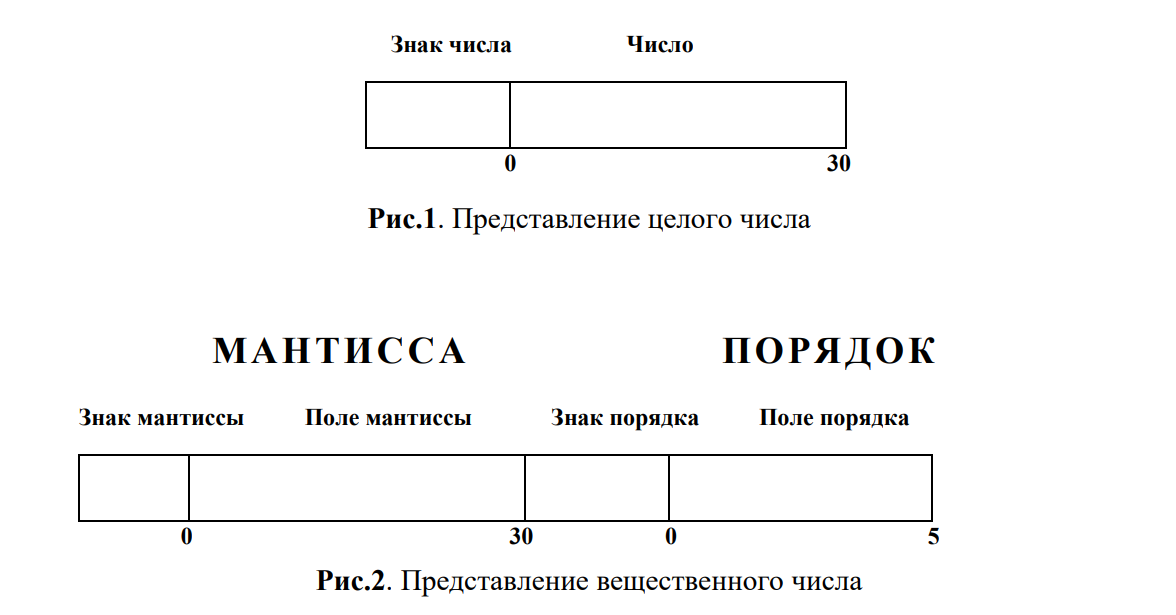 Знак числа Число
0 30
Рис.1. Представление целого числа
МАНТИССА ПОРЯДОК
Знак мантиссы Поле мантиссы Знак порядка Поле порядка
0 30 0 5
Рис.2. Представление вещественного числа